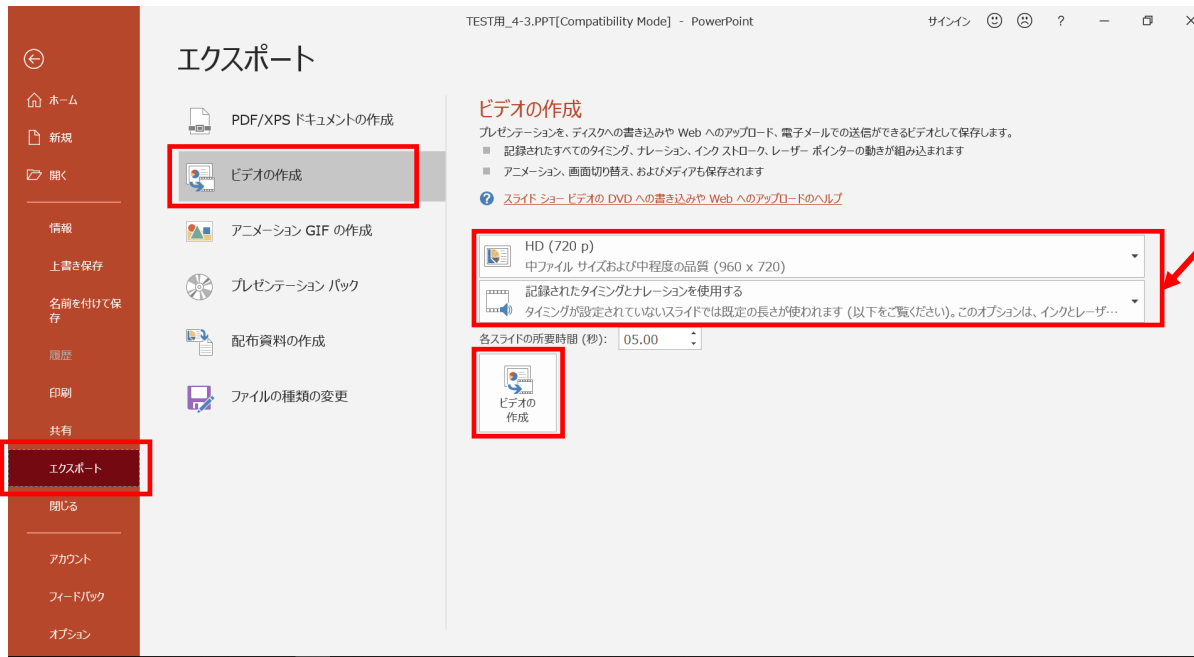 TEST用_4-3.PPT[Compatibility Mode] - PowerPoint
サインイン
?
エクスポート
ホーム
新規
開く
情報
上書き保存
名前を付けて保
存
履歴
印刷
共有
エクスポート
閉じる
アカウント
フィードバック
オプション
PDF/XPS ドキュメントの作成
ビデオの作成
アニメーション GIF の作成
プレゼンテーション パック
配布資料の作成
ファイルの種類の変更
ビデオの作成
プレゼンテーションを、ディスクへの書き込みや Web へのアップロード、電子メールでの送信ができるビデオとして保存します。
記録されたすべてのタイミング、ナレーション、インク ストローク、レーザー ポインターの動きが組み込まれます
アニメーション、画面切り替え、およびメディアも保存されます
スライド ショー ビデオの DVD への書き込みや Web へのアップロードのヘルプ
HD (720 p)
中ファイル サイズおよび中程度の品質 (960 x 720)
記録されたタイミングとナレーションを使用する
タイミングが設定されていないスライドでは既定の長さが使われます (以下をご覧ください)。このオプションは、インクとレーザ…
各スライドの所要時間 (秒): 05.00
ビデオの
作成